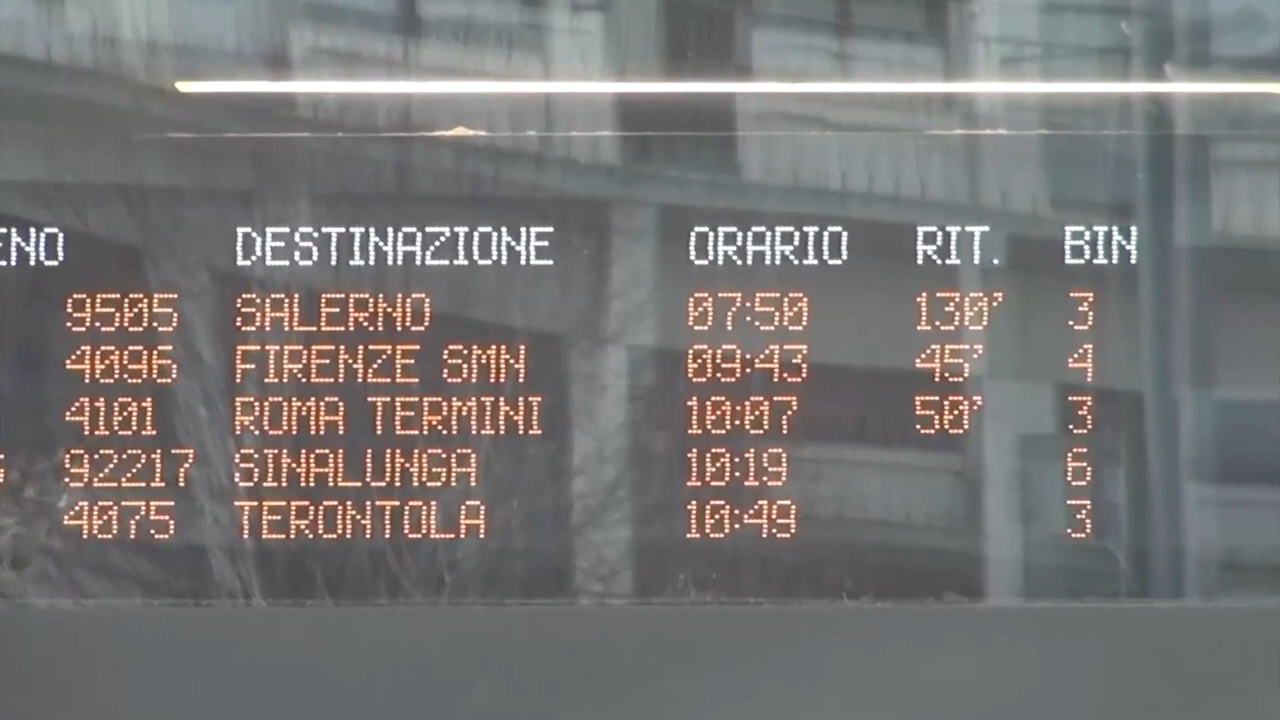 ENO DESTINAZIONE ORARIO RIT. BIN
9505 SALERNO 07:50 130' 3
4096 FIRENZE SMN 09:43 45' 4
4101 ROMA TERMINI 10:07 50' 3
92217 SINALUNGA 10:19 6
4075 TERONTOLA 10:49 3